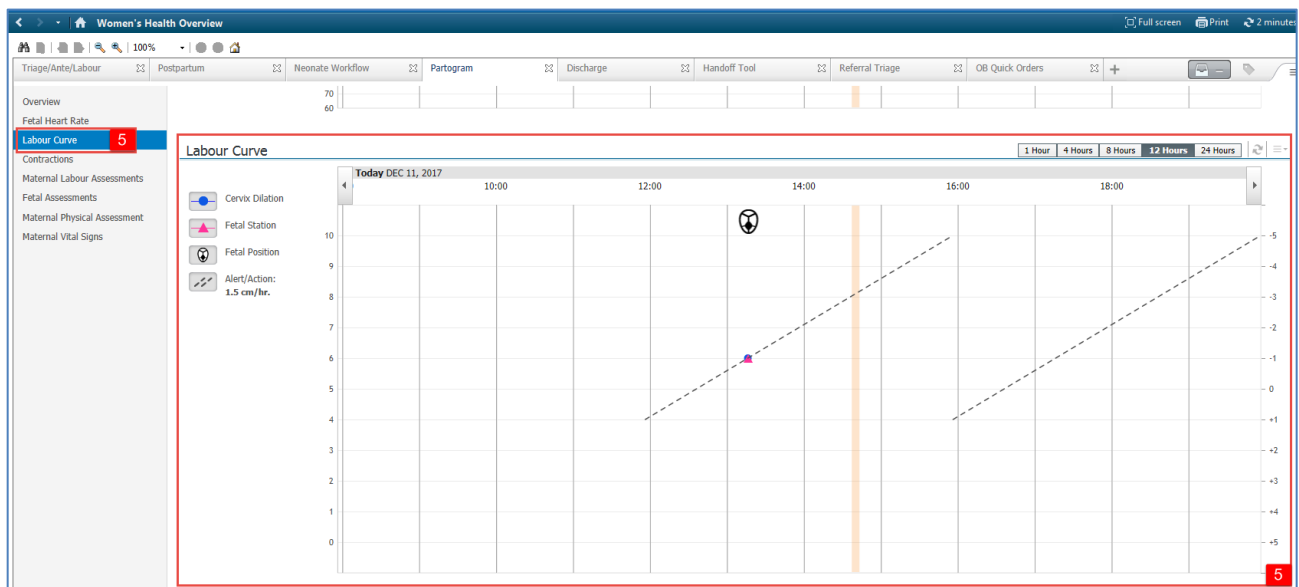 Women's Health Overview
Full screen Print 2 minutes
100%
Triage/Ante/Labour Postpartum Neonate Workflow Partogram Discharge Handoff Tool Referral Triage OB Quick Orders
Overview
Fetal Heart Rate
Labour Curve 5
Contractions
Maternal Labour Assessments
Fetal Assessments
Maternal Physical Assessment
Maternal Vital Signs
70
60
Labour Curve
1 Hour 4 Hours 8 Hours 12 Hours 24 Hours
Today DEC 11, 2017
10:00 12:00 14:00 16:00 18:00
Cervix Dilation
Fetal Station
Fetal Position
Alert/Action:
1.5 cm/hr.
10 -5
9 -4
8 -3
7 -2
6 -1
5 0
4 +1
3 +2
2 +3
1 +4
0 +5
5